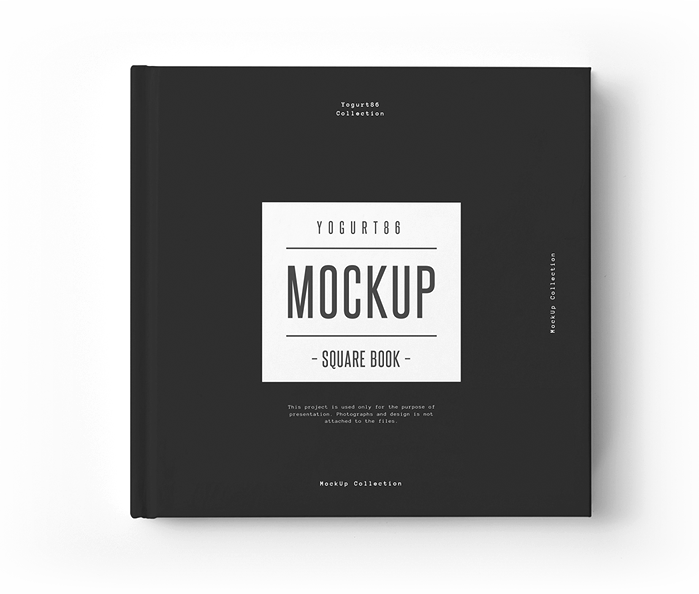 Yogurt86
Collection
YOGURT86
MOCKUP
– SQUARE BOOK –
MockUp Collection
This project is used only for the purpose of
presentation. Photographs and design is not
attached to the files.
MockUp Collection